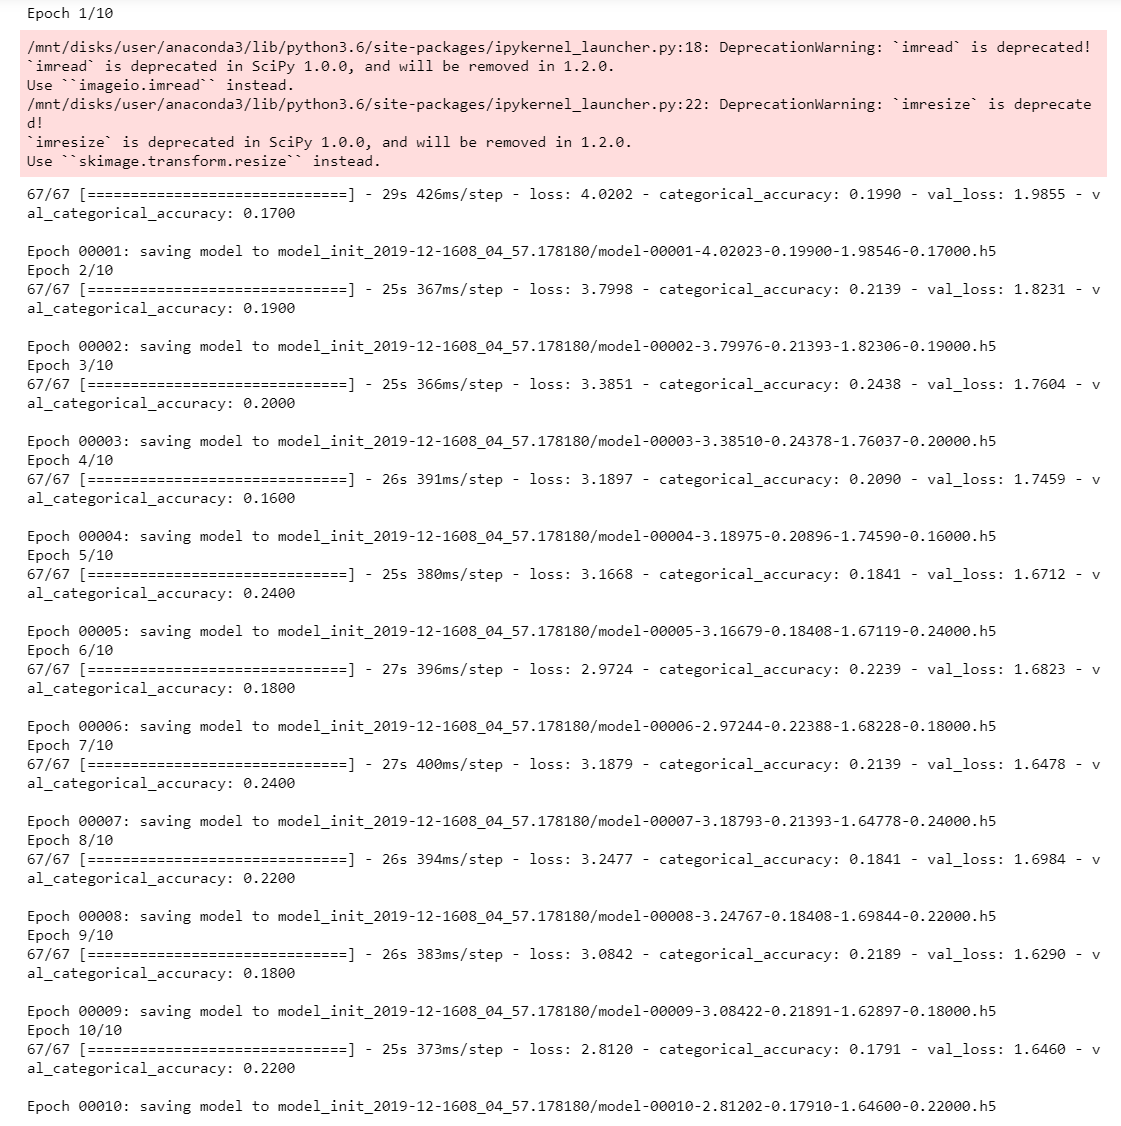 Epoch 1/10
/mnt/disks/user/anaconda3/lib/python3.6/site-packages/ipykernel_launcher.py:18: DeprecationWarning: `imread` is deprecated!
`imread` is deprecated in SciPy 1.0.0, and will be removed in 1.2.0.
Use ``imageio.imread`` instead.
/mnt/disks/user/anaconda3/lib/python3.6/site-packages/ipykernel_launcher.py:22: DeprecationWarning: `imresize` is deprecate
d!
`imresize` is deprecated in SciPy 1.0.0, and will be removed in 1.2.0.
Use ``skimage.transform.resize`` instead.
67/67 [==============================] - 29s 426ms/step - loss: 4.0202 - categorical_accuracy: 0.1990 - val_loss: 1.9855 - v
al_categorical_accuracy: 0.1700
Epoch 00001: saving model to model_init_2019-12-1608_04_57.178180/model-00001-4.02023-0.19900-1.98546-0.17000.h5
Epoch 2/10
67/67 [==============================] - 25s 367ms/step - loss: 3.7998 - categorical_accuracy: 0.2139 - val_loss: 1.8231 - v
al_categorical_accuracy: 0.1900
Epoch 00002: saving model to model_init_2019-12-1608_04_57.178180/model-00002-3.79976-0.21393-1.82306-0.19000.h5
Epoch 3/10
67/67 [==============================] - 25s 366ms/step - loss: 3.3851 - categorical_accuracy: 0.2438 - val_loss: 1.7604 - v
al_categorical_accuracy: 0.2000
Epoch 00003: saving model to model_init_2019-12-1608_04_57.178180/model-00003-3.38510-0.24378-1.76037-0.20000.h5
Epoch 4/10
67/67 [==============================] - 26s 391ms/step - loss: 3.1897 - categorical_accuracy: 0.2090 - val_loss: 1.7459 - v
al_categorical_accuracy: 0.1600
Epoch 00004: saving model to model_init_2019-12-1608_04_57.178180/model-00004-3.18975-0.20896-1.74590-0.16000.h5
Epoch 5/10
67/67 [==============================] - 25s 380ms/step - loss: 3.1668 - categorical_accuracy: 0.1841 - val_loss: 1.6712 - v
al_categorical_accuracy: 0.2400
Epoch 00005: saving model to model_init_2019-12-1608_04_57.178180/model-00005-3.16679-0.18408-1.67119-0.24000.h5
Epoch 6/10
67/67 [==============================] - 27s 396ms/step - loss: 2.9724 - categorical_accuracy: 0.2239 - val_loss: 1.6823 - v
al_categorical_accuracy: 0.1800
Epoch 00006: saving model to model_init_2019-12-1608_04_57.178180/model-00006-2.97244-0.22388-1.68228-0.18000.h5
Epoch 7/10
67/67 [==============================] - 27s 400ms/step - loss: 3.1879 - categorical_accuracy: 0.2139 - val_loss: 1.6478 - v
al_categorical_accuracy: 0.2400
Epoch 00007: saving model to model_init_2019-12-1608_04_57.178180/model-00007-3.18793-0.21393-1.64778-0.24000.h5
Epoch 8/10
67/67 [==============================] - 26s 394ms/step - loss: 3.2477 - categorical_accuracy: 0.1841 - val_loss: 1.6984 - v
al_categorical_accuracy: 0.2200
Epoch 00008: saving model to model_init_2019-12-1608_04_57.178180/model-00008-3.24767-0.18408-1.69844-0.22000.h5
Epoch 9/10
67/67 [==============================] - 26s 383ms/step - loss: 3.0842 - categorical_accuracy: 0.2189 - val_loss: 1.6290 - v
al_categorical_accuracy: 0.1800
Epoch 00009: saving model to model_init_2019-12-1608_04_57.178180/model-00009-3.08422-0.21891-1.62897-0.18000.h5
Epoch 10/10
67/67 [==============================] - 25s 373ms/step - loss: 2.8120 - categorical_accuracy: 0.1791 - val_loss: 1.6460 - v
al_categorical_accuracy: 0.2200
Epoch 00010: saving model to model_init_2019-12-1608_04_57.178180/model-00010-2.81202-0.17910-1.64600-0.22000.h5